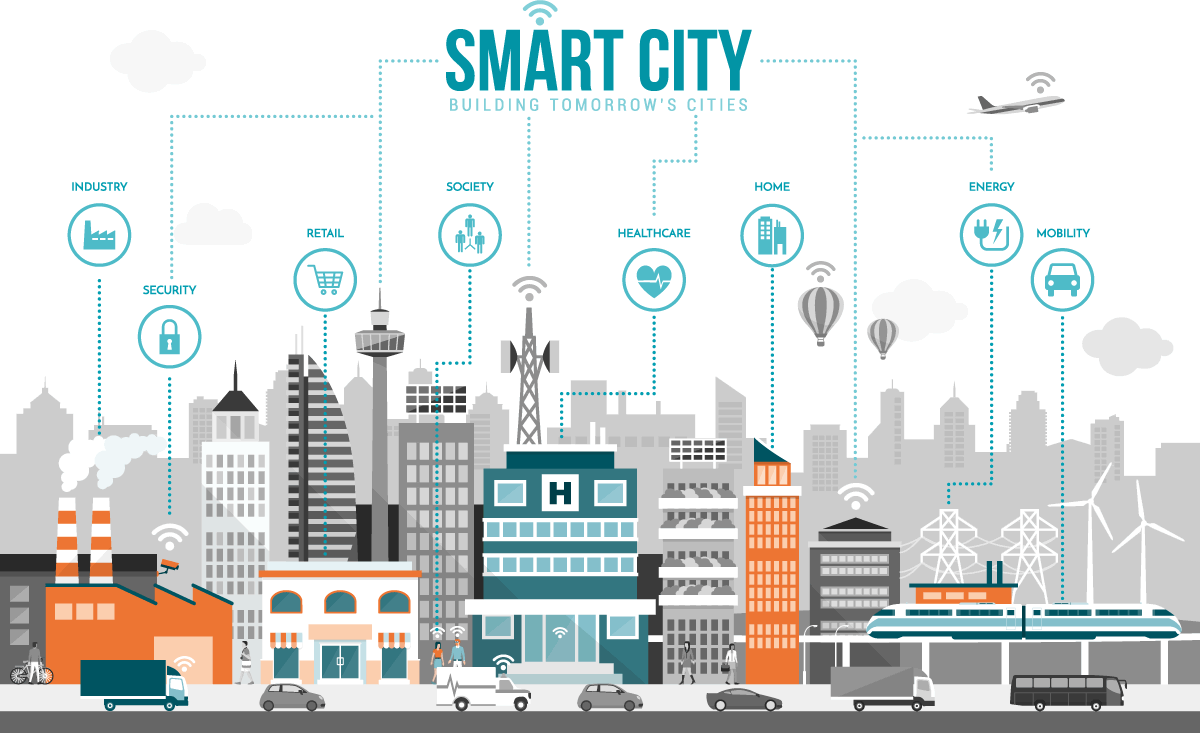 SMART CITY
BUILDING TOMORROW'S CITIES
INDUSTRY
SOCIETY
HOME
ENERGY
RETAIL
HEALTHCARE
MOBILITY
SECURITY
H